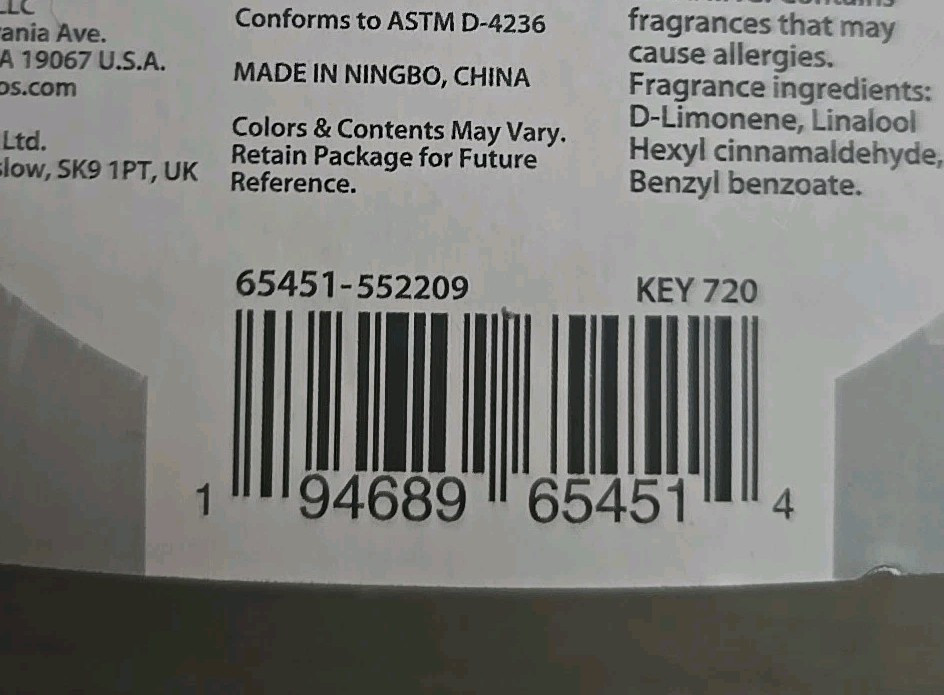 LLC
ania Ave.
A 19067 U.S.A.
os.com
Ltd.
low, SK9 1PT, UK
Conforms to ASTM D-4236
MADE IN NINGBO, CHINA
Colors & Contents May Vary.
Retain Package for Future
Reference.
fragrances that may
cause allergies.
Fragrance ingredients:
D-Limonene, Linalool
Hexyl cinnamaldehyde,
Benzyl benzoate.
65451-552209
KEY 720
1 94689 65451 4